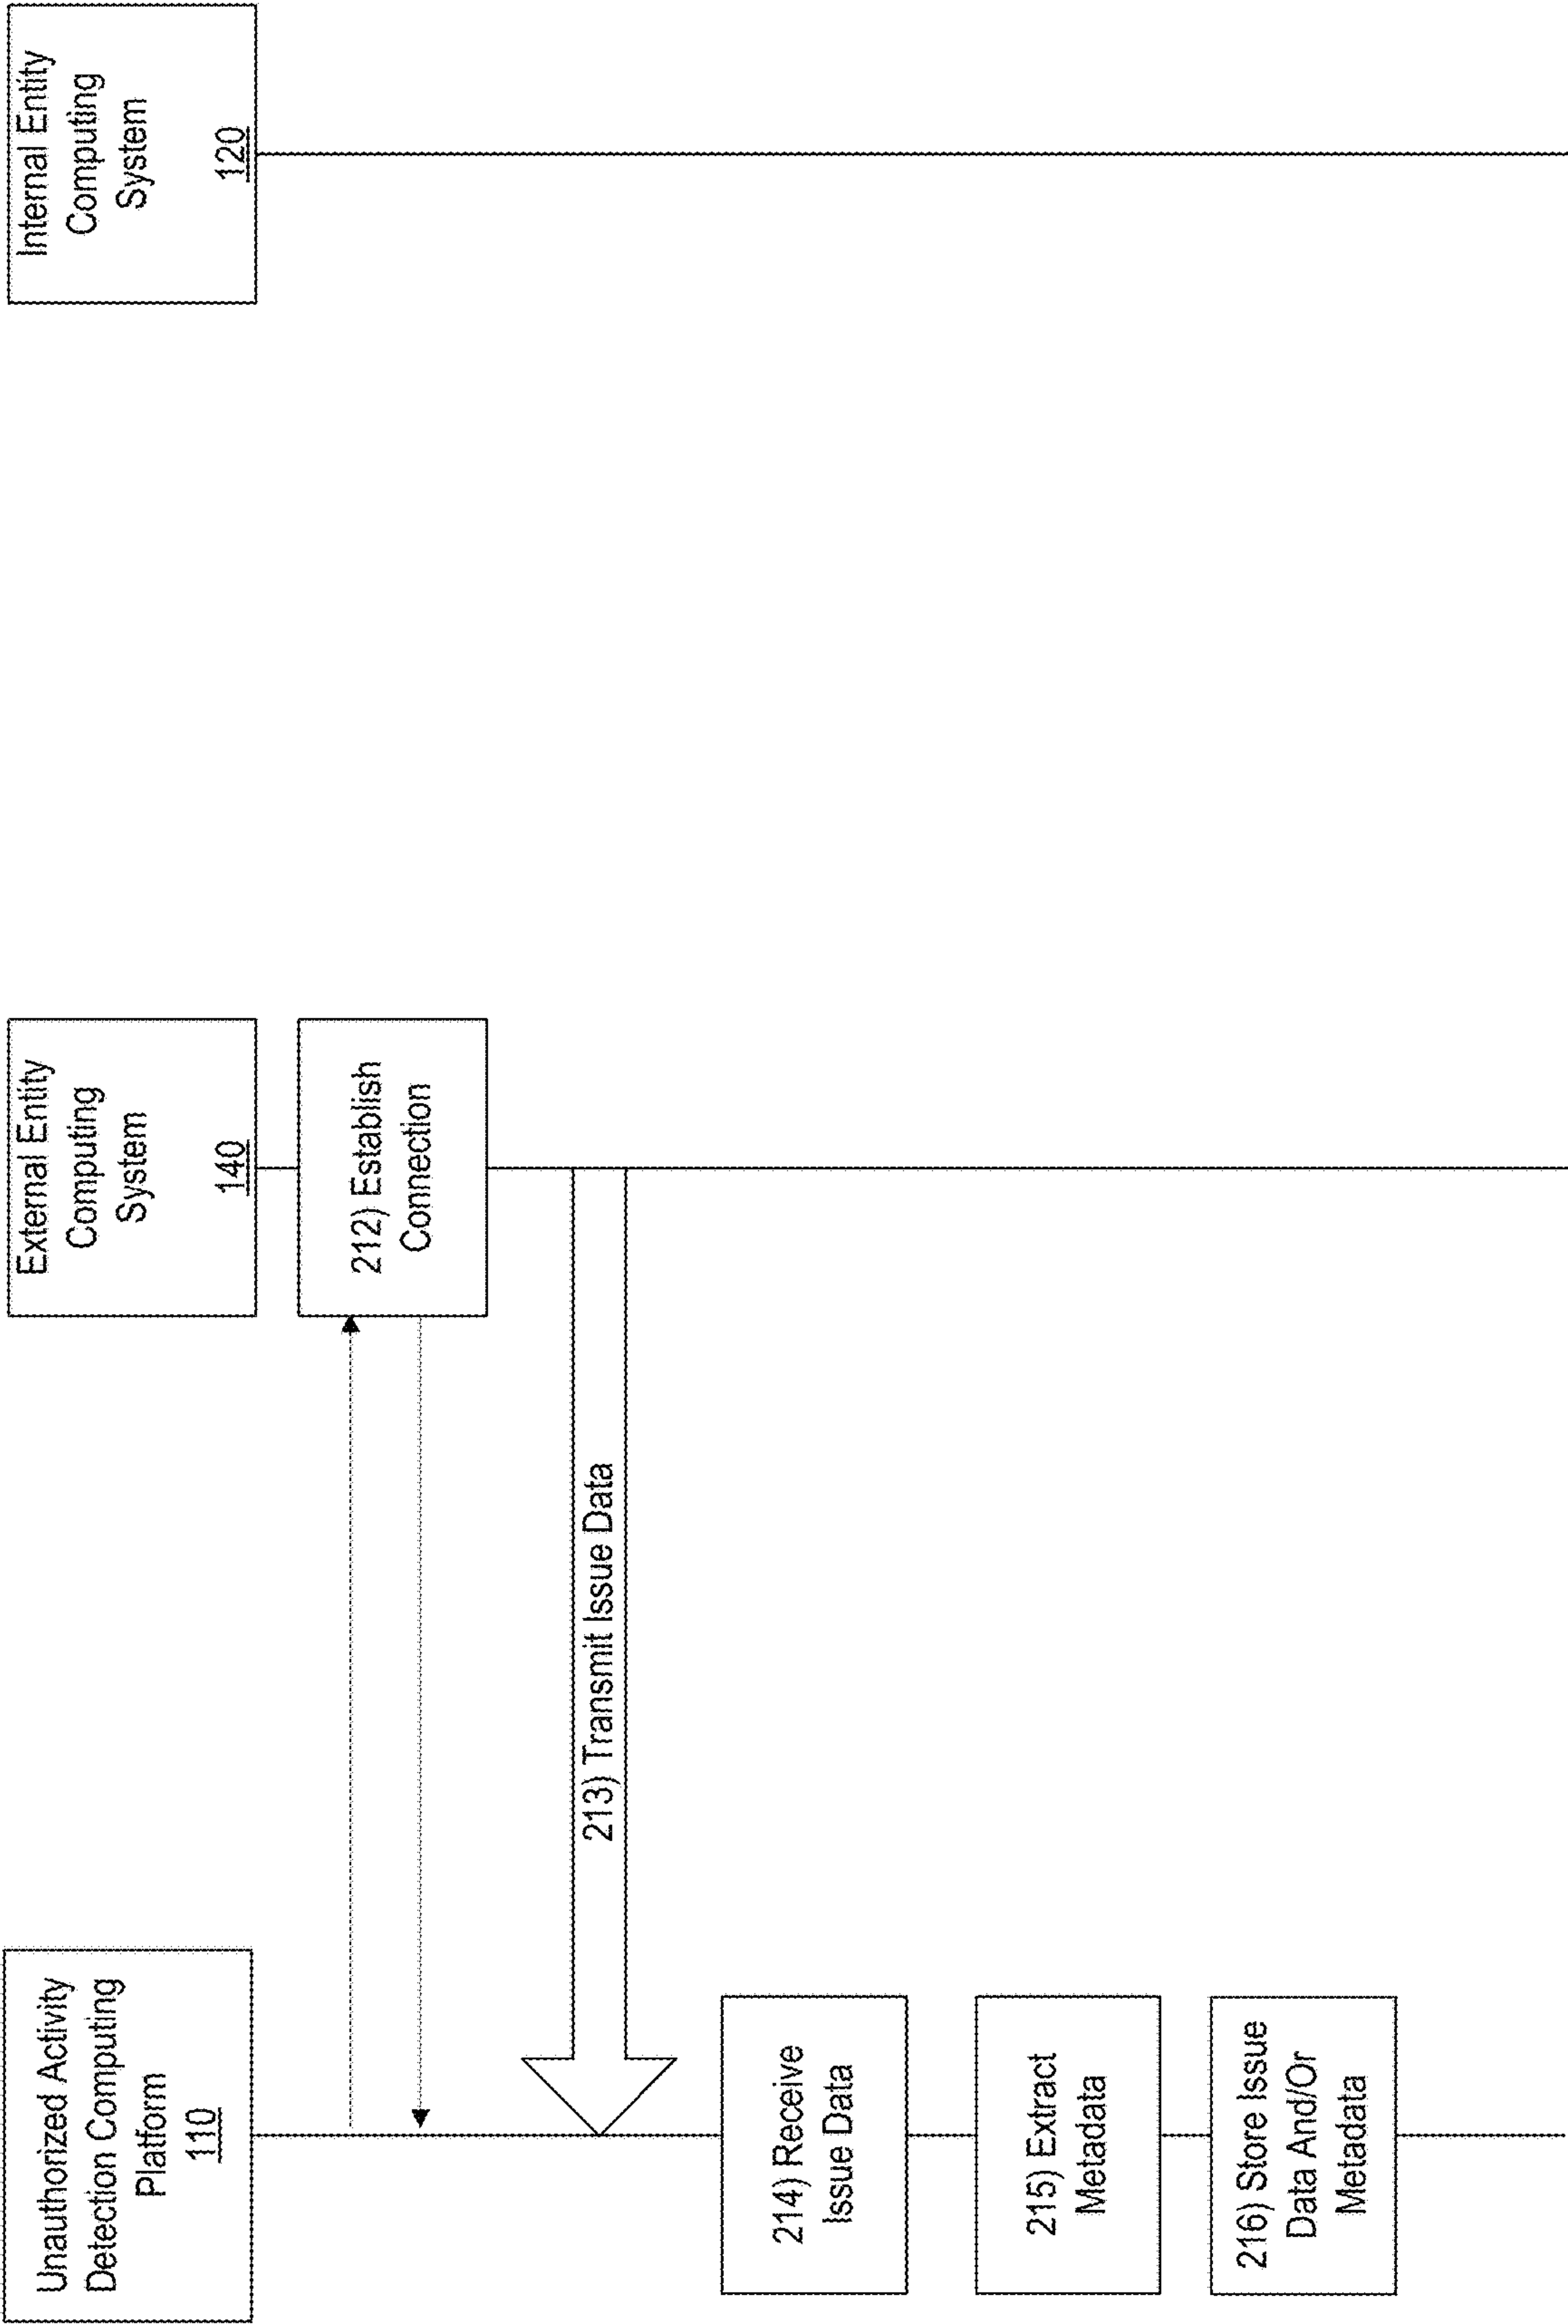 Unauthorized Activity
Detection Computing
Platform
110
External Entity
Computing
System
140
Internal Entity
Computing
System
120
212) Establish
Connection
213) Transmit Issue Data
214) Receive
Issue Data
215) Extract
Metadata
216) Store Issue
Data And/Or
Metadata